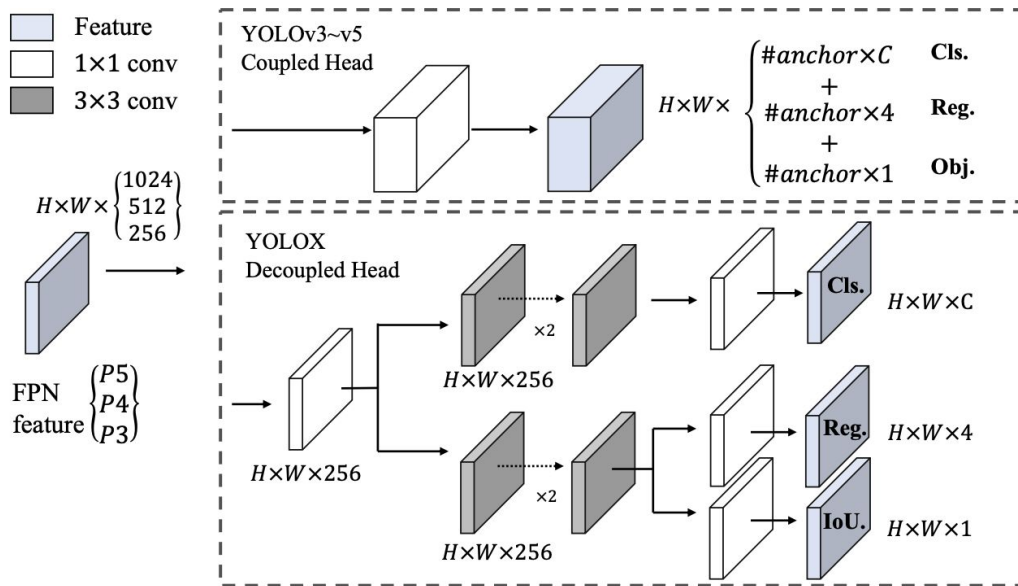 Feature
1×1 conv
3×3 conv
H×W× {1024
512
256}
FPN
feature {P5
P4
P3}
YOLOv3~v5
Coupled Head
H×W× {#anchor×C Cls.
+
#anchor×4 Reg.
+
#anchor×1 Obj.
YOLOX
Decoupled Head
H×W×256
×2
H×W×256
×2
H×W×256
Cls.
H×W×C
Reg.
H×W×4
IoU.
H×W×1